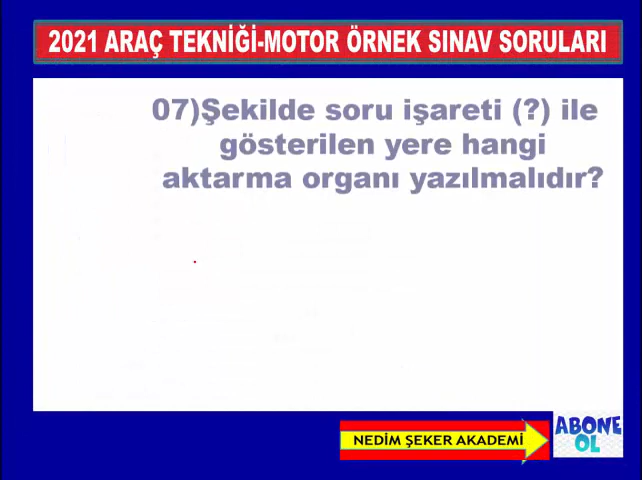 2021 ARAÇ TEKNİĞİ-MOTOR ÖRNEK SINAV SORULARI
07)Şekilde soru işareti (?) ile
gösterilen yere hangi
aktarma organı yazılmalıdır?
NEDİM ŞEKER AKADEMİ
ABONE
OL